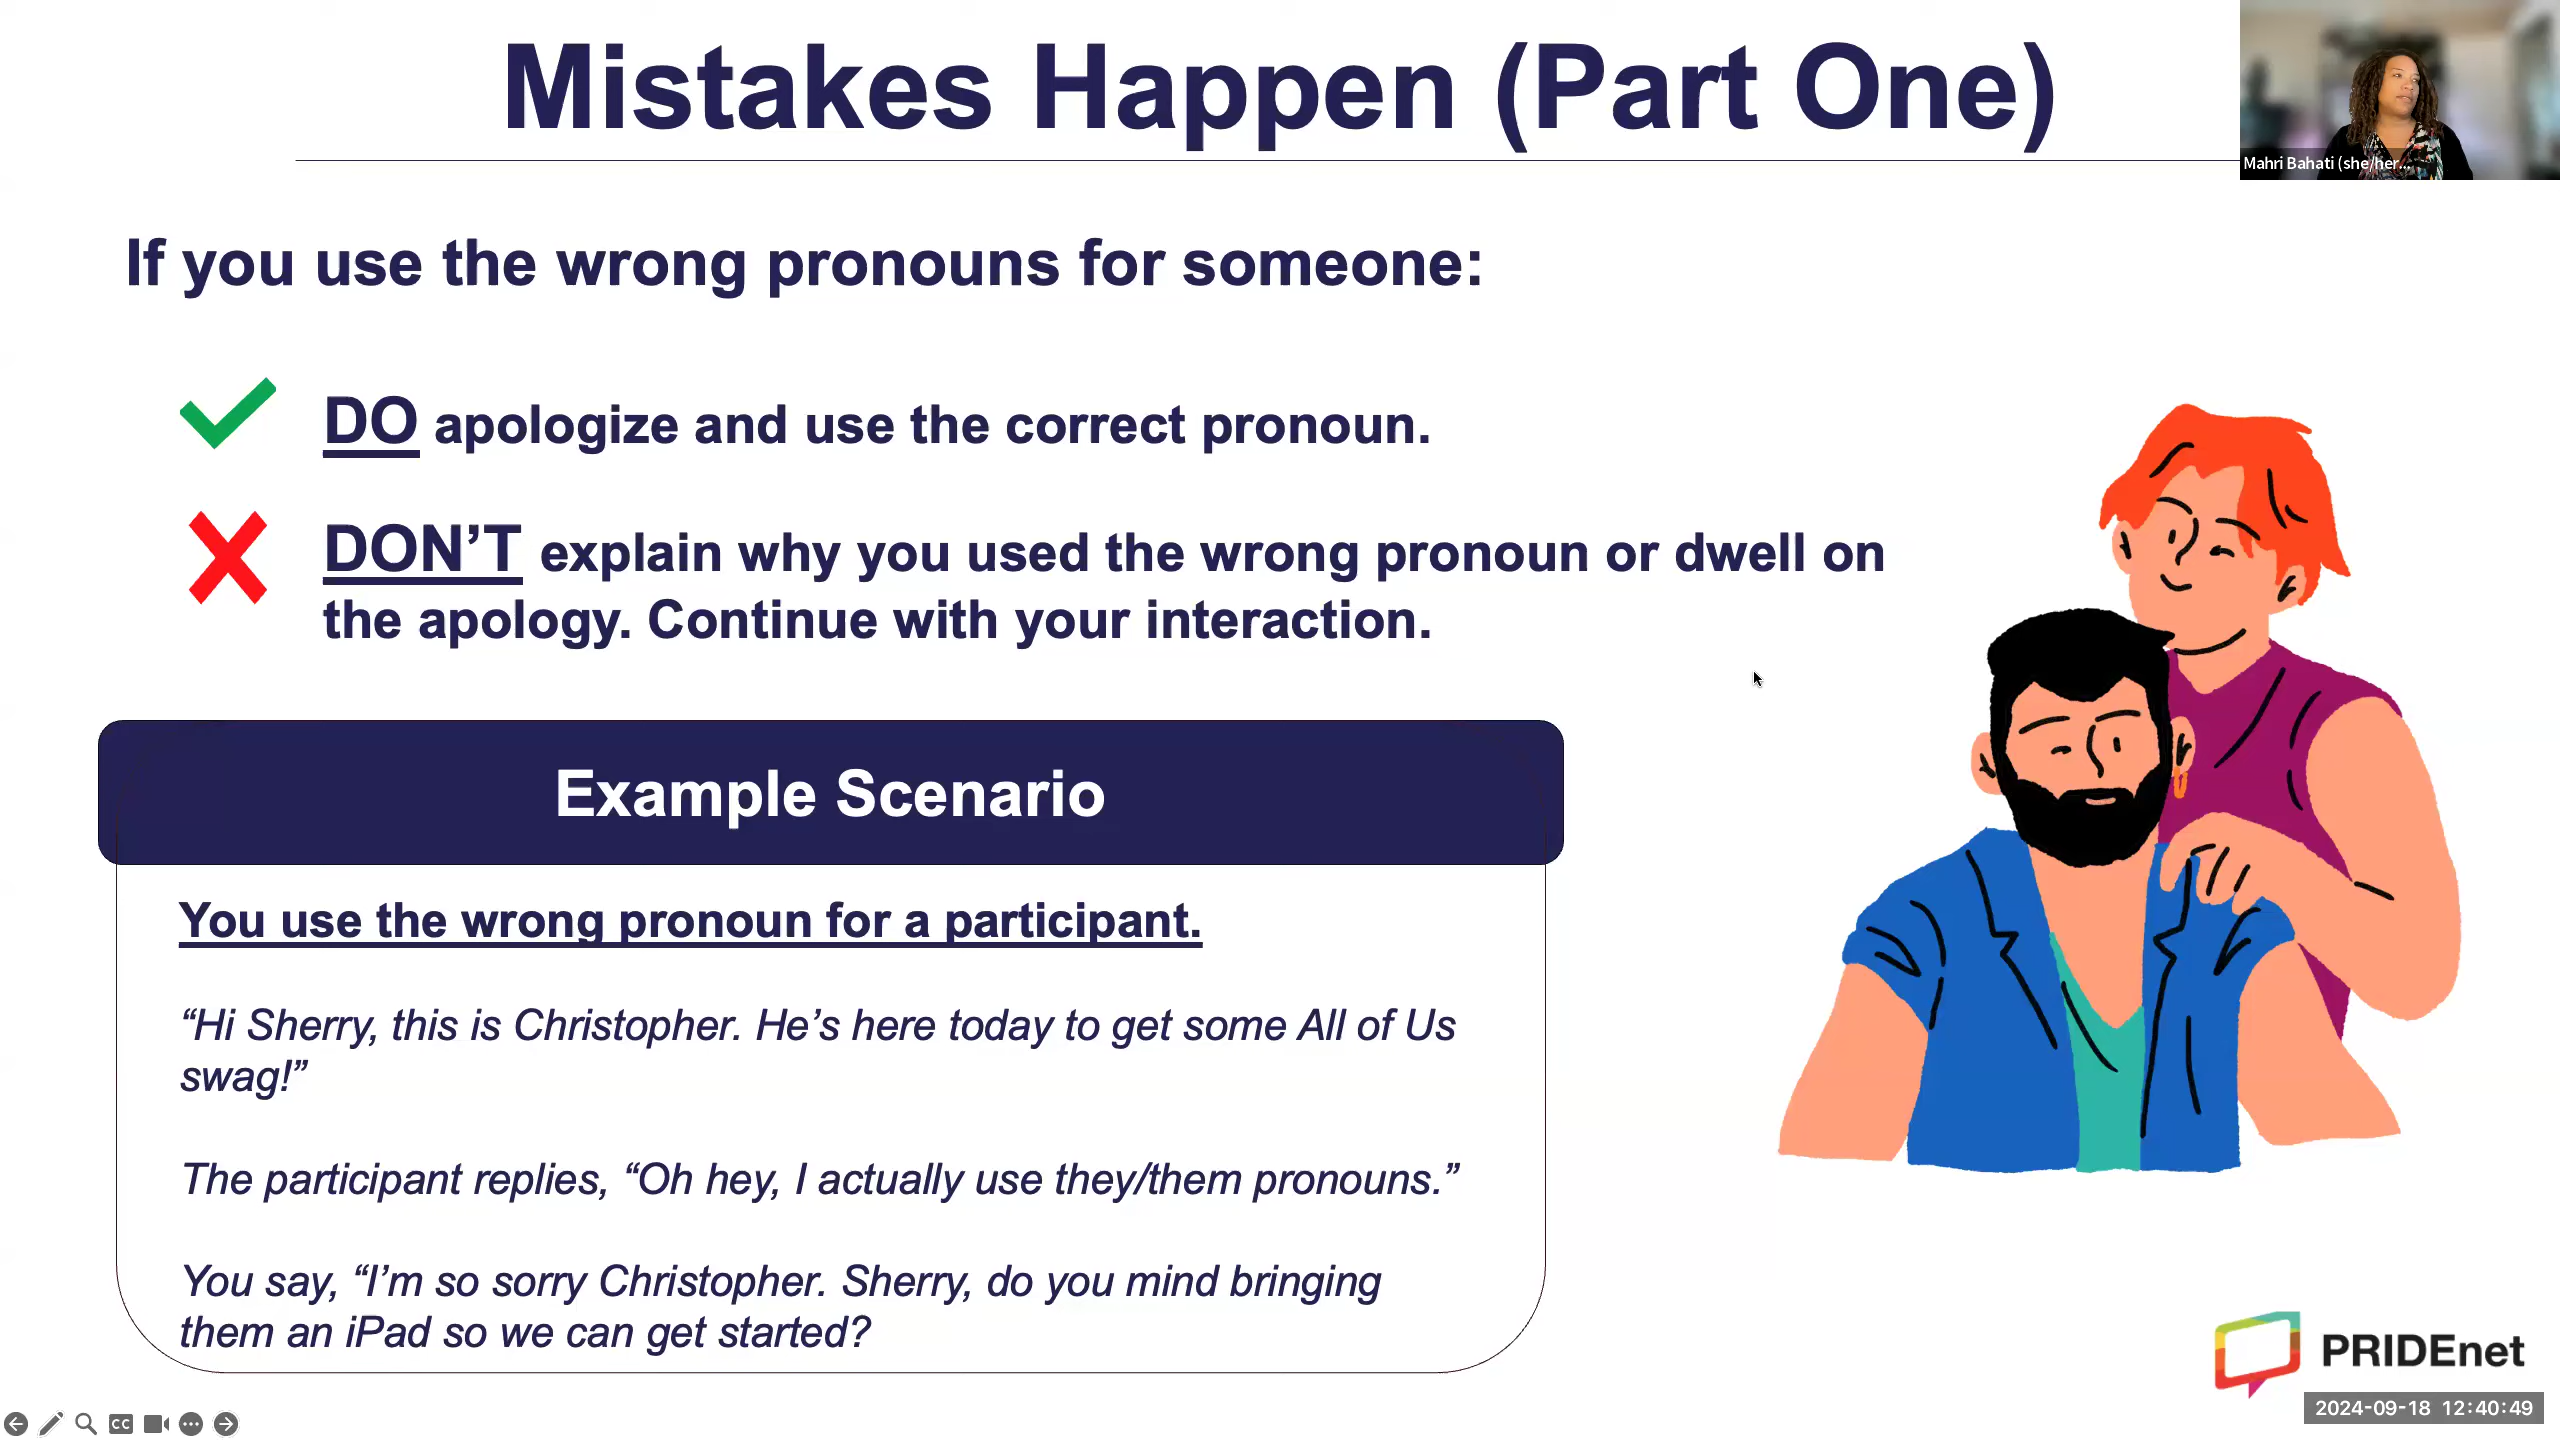 Mistakes Happen (Part One)
Mahri Bahati (she/her...
If you use the wrong pronouns for someone:
DO apologize and use the correct pronoun.
DON’T explain why you used the wrong pronoun or dwell on
the apology. Continue with your interaction.
Example Scenario
You use the wrong pronoun for a participant.
“Hi Sherry, this is Christopher. He’s here today to get some All of Us
swag!”
The participant replies, “Oh hey, I actually use they/them pronouns.”
You say, “I’m so sorry Christopher. Sherry, do you mind bringing
them an iPad so we can get started?
PRIDEnet
CC
2024-09-18 12:40:49